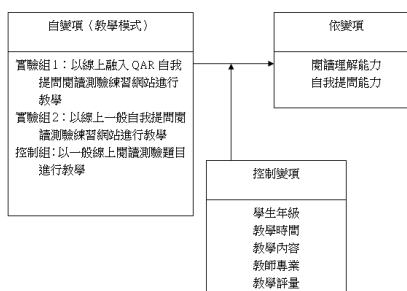 自變項（教學模式）
實驗組1：以線上融入QAR自我
提問閱讀測驗練習網站進行
教學
實驗組2：以線上一般自我提問閱
讀測驗練習網站進行教學
控制組：以一般線上閱讀測驗題目
進行教學
依變項
閱讀理解能力
自我提問能力
控制變項
學生年級
教學時間
教學內容
教師專業
教學評量